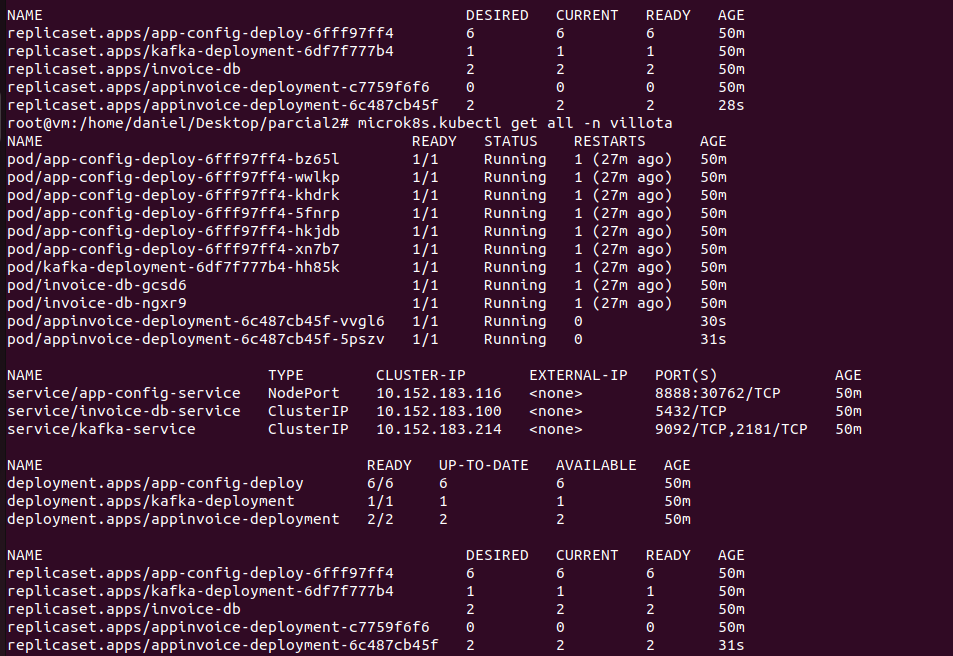 NAME DESIRED CURRENT READY AGE
replicaset.apps/app-config-deploy-6fff97ff4 6 6 6 50m
replicaset.apps/kafka-deployment-6df7f777b4 1 1 1 50m
replicaset.apps/invoice-db 2 2 2 50m
replicaset.apps/appinvoice-deployment-c7759f6f6 0 0 0 50m
replicaset.apps/appinvoice-deployment-6c487cb45f 2 2 2 28s
root@vm:/home/daniel/Desktop/parcial2# microk8s.kubectl get all -n villota
NAME READY STATUS RESTARTS AGE
pod/app-config-deploy-6fff97ff4-bz65l 1/1 Running 1 (27m ago) 50m
pod/app-config-deploy-6fff97ff4-wwlkp 1/1 Running 1 (27m ago) 50m
pod/app-config-deploy-6fff97ff4-khdrk 1/1 Running 1 (27m ago) 50m
pod/app-config-deploy-6fff97ff4-5fnrp 1/1 Running 1 (27m ago) 50m
pod/app-config-deploy-6fff97ff4-hkjdb 1/1 Running 1 (27m ago) 50m
pod/app-config-deploy-6fff97ff4-xn7b7 1/1 Running 1 (27m ago) 50m
pod/kafka-deployment-6df7f777b4-hh85k 1/1 Running 1 (27m ago) 50m
pod/invoice-db-gcsd6 1/1 Running 1 (27m ago) 50m
pod/invoice-db-ngxr9 1/1 Running 1 (27m ago) 50m
pod/appinvoice-deployment-6c487cb45f-vvgl6 1/1 Running 0 30s
pod/appinvoice-deployment-6c487cb45f-5pszv 1/1 Running 0 31s
NAME TYPE CLUSTER-IP EXTERNAL-IP PORT(S) AGE
service/app-config-service NodePort 10.152.183.116 <none> 8888:30762/TCP 50m
service/invoice-db-service ClusterIP 10.152.183.100 <none> 5432/TCP 50m
service/kafka-service ClusterIP 10.152.183.214 <none> 9092/TCP,2181/TCP 50m
NAME READY UP-TO-DATE AVAILABLE AGE
deployment.apps/app-config-deploy 6/6 6 6 50m
deployment.apps/kafka-deployment 1/1 1 1 50m
deployment.apps/appinvoice-deployment 2/2 2 2 50m
NAME DESIRED CURRENT READY AGE
replicaset.apps/app-config-deploy-6fff97ff4 6 6 6 50m
replicaset.apps/kafka-deployment-6df7f777b4 1 1 1 50m
replicaset.apps/invoice-db 2 2 2 50m
replicaset.apps/appinvoice-deployment-c7759f6f6 0 0 0 50m
replicaset.apps/appinvoice-deployment-6c487cb45f 2 2 2 31s